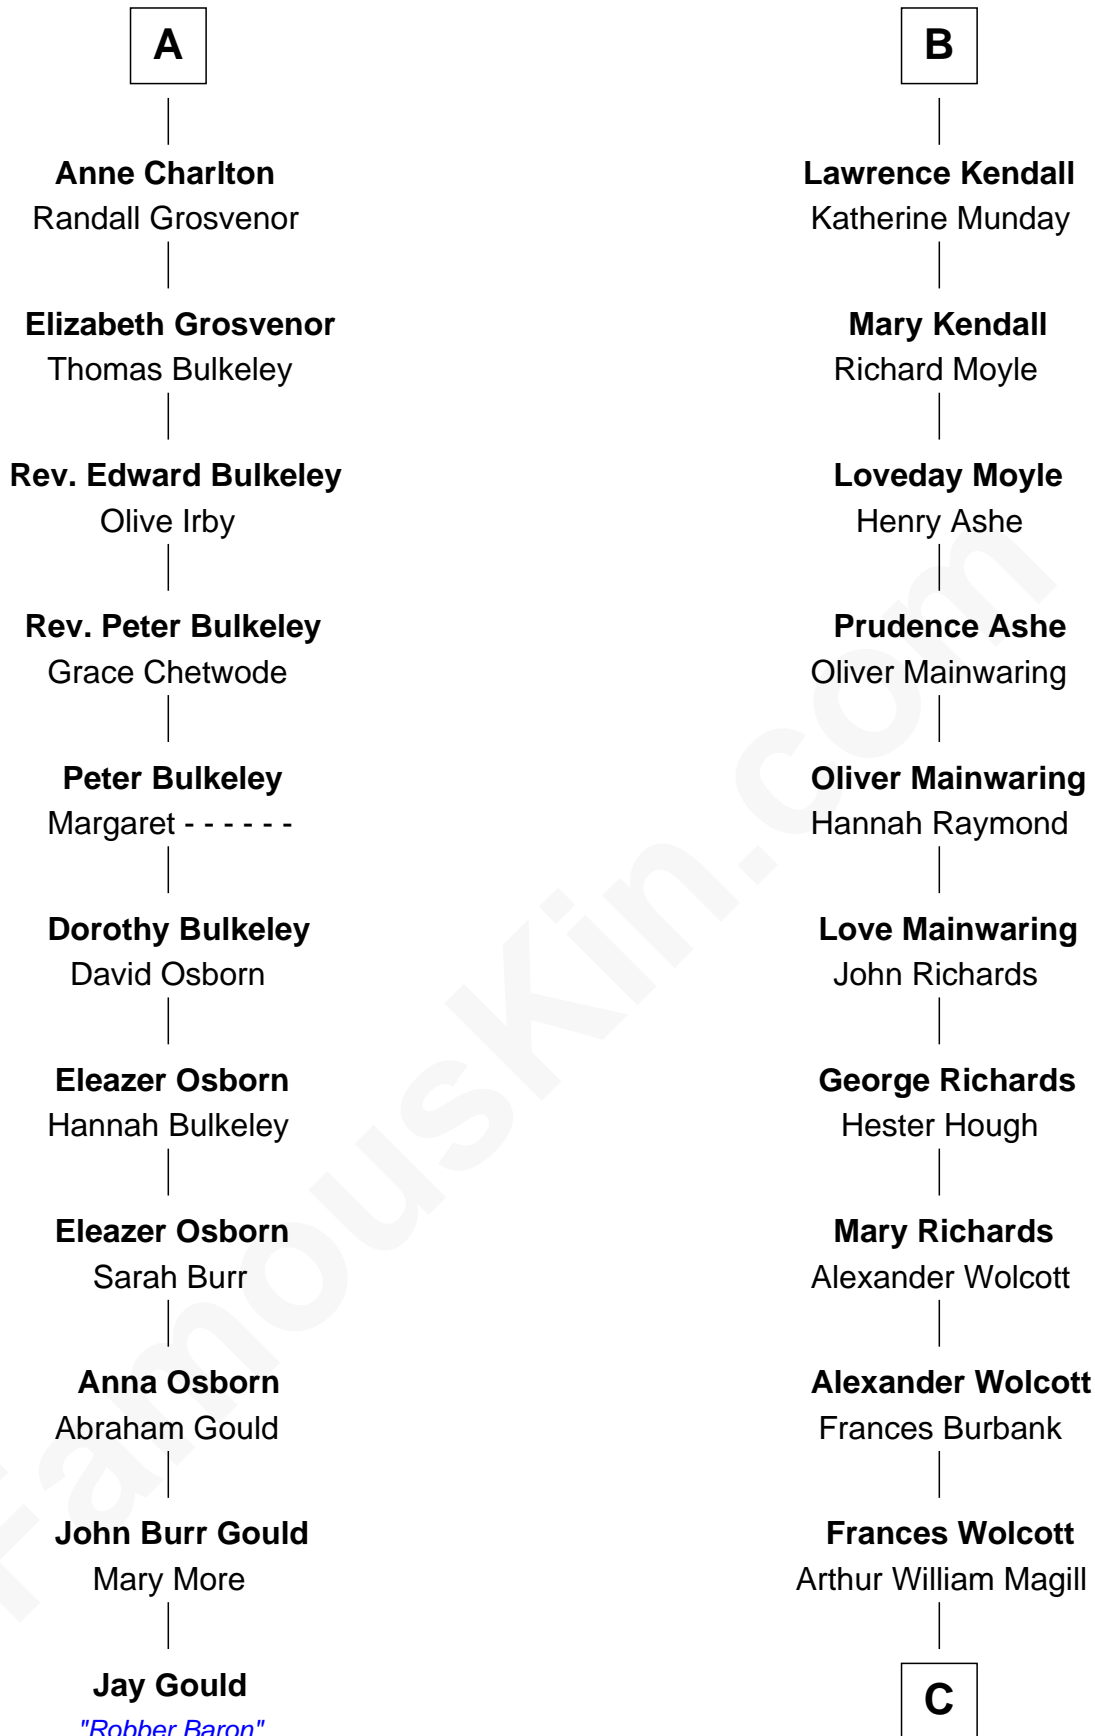 A
Anne Charlton
Randall Grosvenor
Elizabeth Grosvenor
Thomas Bulkeley
Rev. Edward Bulkeley
Olive Irby
Rev. Peter Bulkeley
Grace Chetwode
Peter Bulkeley
Margaret - - - - - -
Dorothy Bulkeley
David Osborn
Eleazer Osborn
Hannah Bulkeley
Eleazer Osborn
Sarah Burr
Anna Osborn
Abraham Gould
John Burr Gould
Mary More
Jay Gould
"Robber Baron"
B
Lawrence Kendall
Katherine Munday
Mary Kendall
Richard Moyle
Loveday Moyle
Henry Ashe
Prudence Ashe
Oliver Mainwaring
Oliver Mainwaring
Hannah Raymond
Love Mainwaring
John Richards
George Richards
Hester Hough
Mary Richards
Alexander Wolcott
Alexander Wolcott
Frances Burbank
Frances Wolcott
Arthur William Magill
C
FamousKin.com